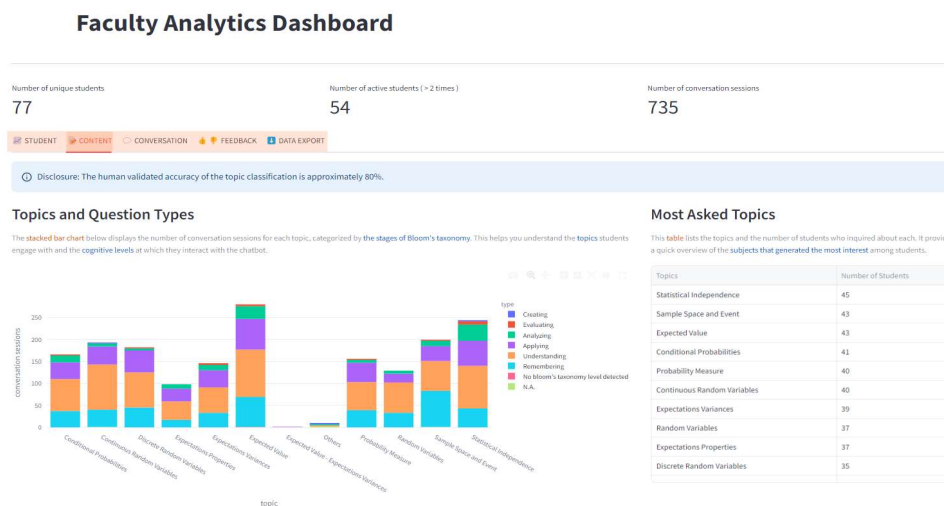 Faculty Analytics Dashboard
Number of unique students
77
Number of active students ( > 2 times )
54
Number of conversation sessions
735
STUDENT
CONTENT
CONVERSATION
FEEDBACK
DATA EXPORT
Disclosure: The human validated accuracy of the topic classification is approximately 80%.
Topics and Question Types
The stacked bar chart below displays the number of conversation sessions for each topic, categorized by the stages of Bloom's taxonomy. This helps you understand the topics students
engage with and the cognitive levels at which they interact with the chatbot.
conversation sessions
250
200
150
100
50
0
Conditional Probabilities
Continuous Random Variables
Discrete Random Variables
Expectations Properties
Expectations Variances
Expected Value
Expected Value - Expectations Variances
Others
Probability Measure
Random Variables
Sample Space and Event
Statistical Independence
topic
type
Creating
Evaluating
Analyzing
Applying
Understanding
Remembering
No bloom's taxonomy level detected
N.A.
Most Asked Topics
This table lists the topics and the number of students who inquired about each. It provi
a quick overview of the subjects that generated the most interest among students.
Topics Number of Students
Statistical Independence 45
Sample Space and Event 43
Expected Value 43
Conditional Probabilities 41
Probability Measure 40
Continuous Random Variables 40
Expectations Variances 39
Random Variables 37
Expectations Properties 37
Discrete Random Variables 35